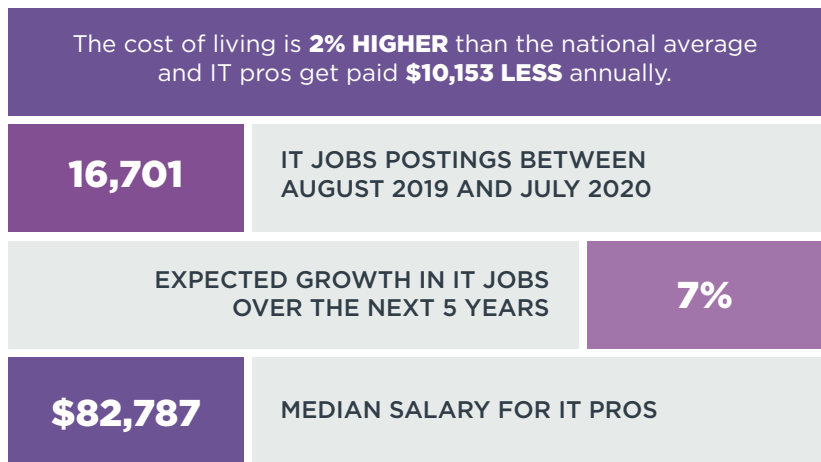 The cost of living is 2% HIGHER than the national average
and IT pros get paid $10,153 LESS annually.
16,701
IT JOBS POSTINGS BETWEEN
AUGUST 2019 AND JULY 2020
EXPECTED GROWTH IN IT JOBS
OVER THE NEXT 5 YEARS
7%
$82,787
MEDIAN SALARY FOR IT PROS